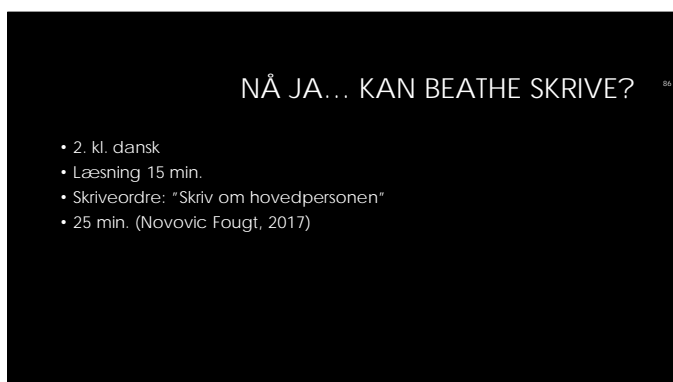 NÅ JA... KAN BEATHE SKRIVE?
86
• 2. kl. dansk
• Læsning 15 min.
• Skriveordre: "Skriv om hovedpersonen"
• 25 min. (Novovic Fougt, 2017)